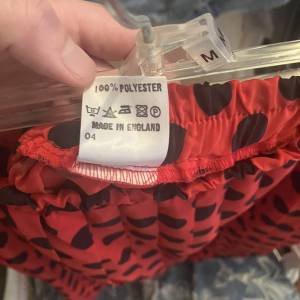 M
100% POLYESTER
MADE IN ENGLAND
04